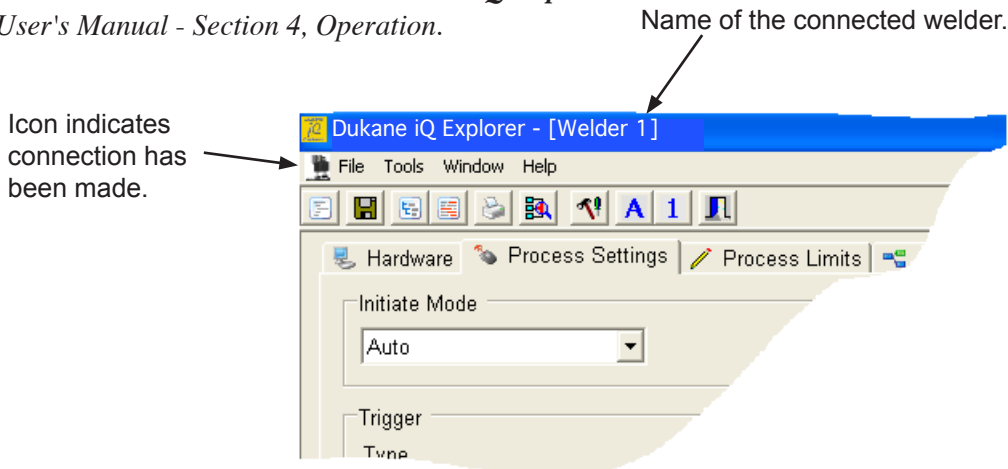 User's Manual - Section 4, Operation.
Name of the connected welder.
Icon indicates
connection has
been made.
iQ Dukane iQ Explorer - [Welder 1]
File Tools Window Help
A 1
Hardware Process Settings Process Limits
Initiate Mode
Auto
Trigger
Type